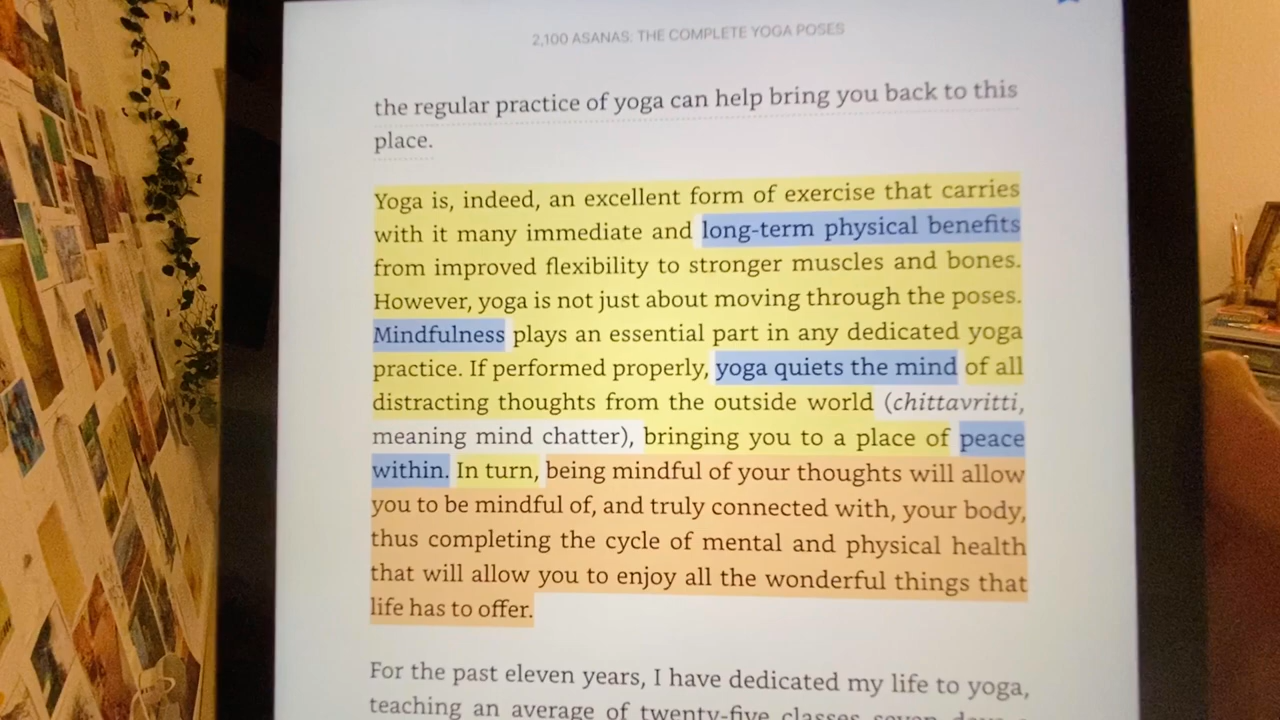 2,100 ASANAS: THE COMPLETE YOGA POSES
the regular practice of yoga can help bring you back to this
place.
Yoga is, indeed, an excellent form of exercise that carries
with it many immediate and long-term physical benefits
from improved flexibility to stronger muscles and bones.
However, yoga is not just about moving through the poses.
Mindfulness plays an essential part in any dedicated yoga
practice. If performed properly, yoga quiets the mind of all
distracting thoughts from the outside world (chittavritti,
meaning mind chatter), bringing you to a place of peace
within. In turn, being mindful of your thoughts will allow
you to be mindful of, and truly connected with, your body,
thus completing the cycle of mental and physical health
that will allow you to enjoy all the wonderful things that
life has to offer.
For the past eleven years, I have dedicated my life to yoga,
teaching an average of twenty-five classes seven days a